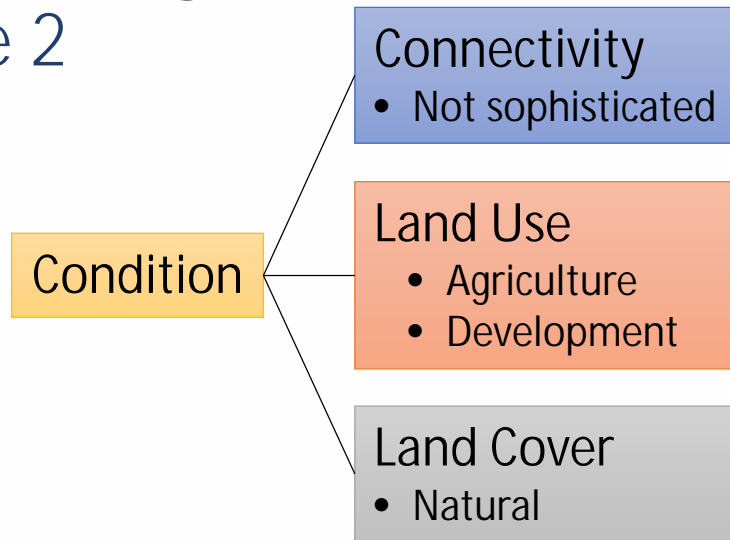 2
Connectivity
• Not sophisticated
Land Use
• Agriculture
• Development
Condition
Land Cover
• Natural